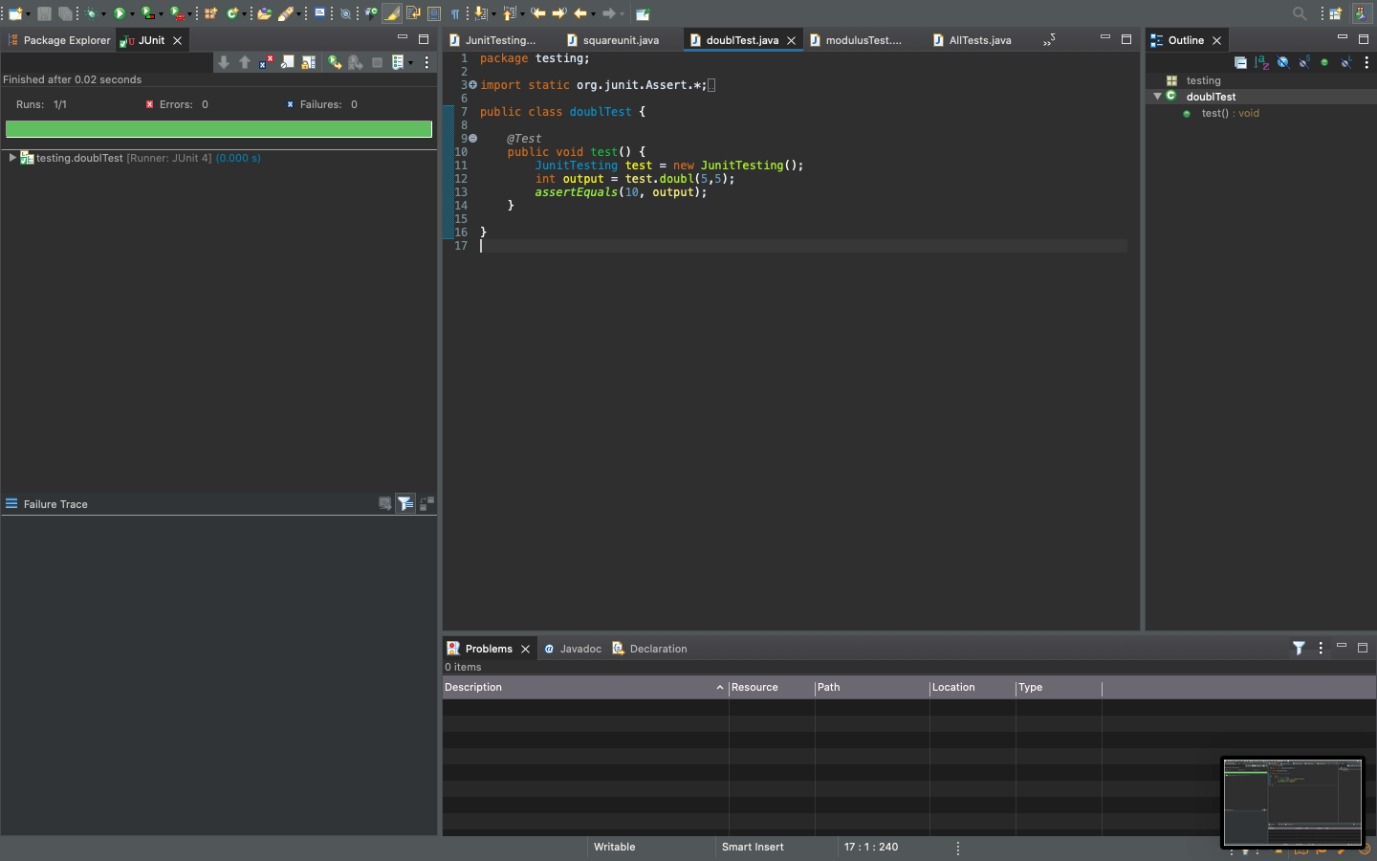 Package Explorer
JUnit
Finished after 0.02 seconds
Runs: 1/1
Errors: 0
Failures: 0
testing.doublTest [Runner: JUnit 4] (0.000 s)
Failure Trace
JunitTesting...
squareunit.java
doublTest.java
modulusTest....
AllTests.java
»5
1 package testing;
2
3 import static org.junit.Assert.*;
6
7 public class doublTest {
8
9 @Test
10 public void test() {
11 JunitTesting test = new JunitTesting();
12 int output = test.doubl(5,5);
13 assertEquals(10, output);
14 }
15
16 }
17
Outline
testing
doublTest
test() : void
Problems
Javadoc
Declaration
0 items
Description
Resource
Path
Location
Type
Writable
Smart Insert
17 : 1 : 240